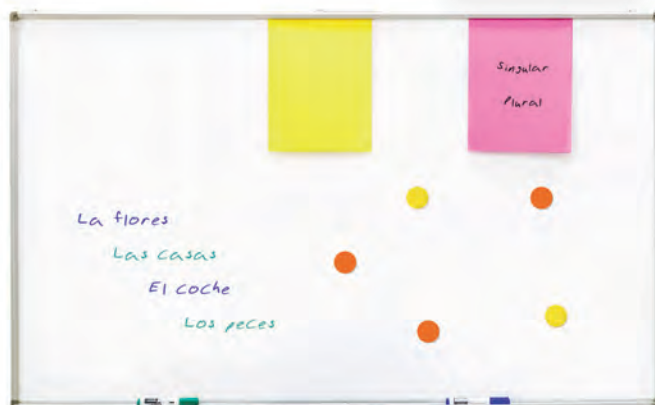 Singular
Plural
La flores
Las casas
El coche
Los peces